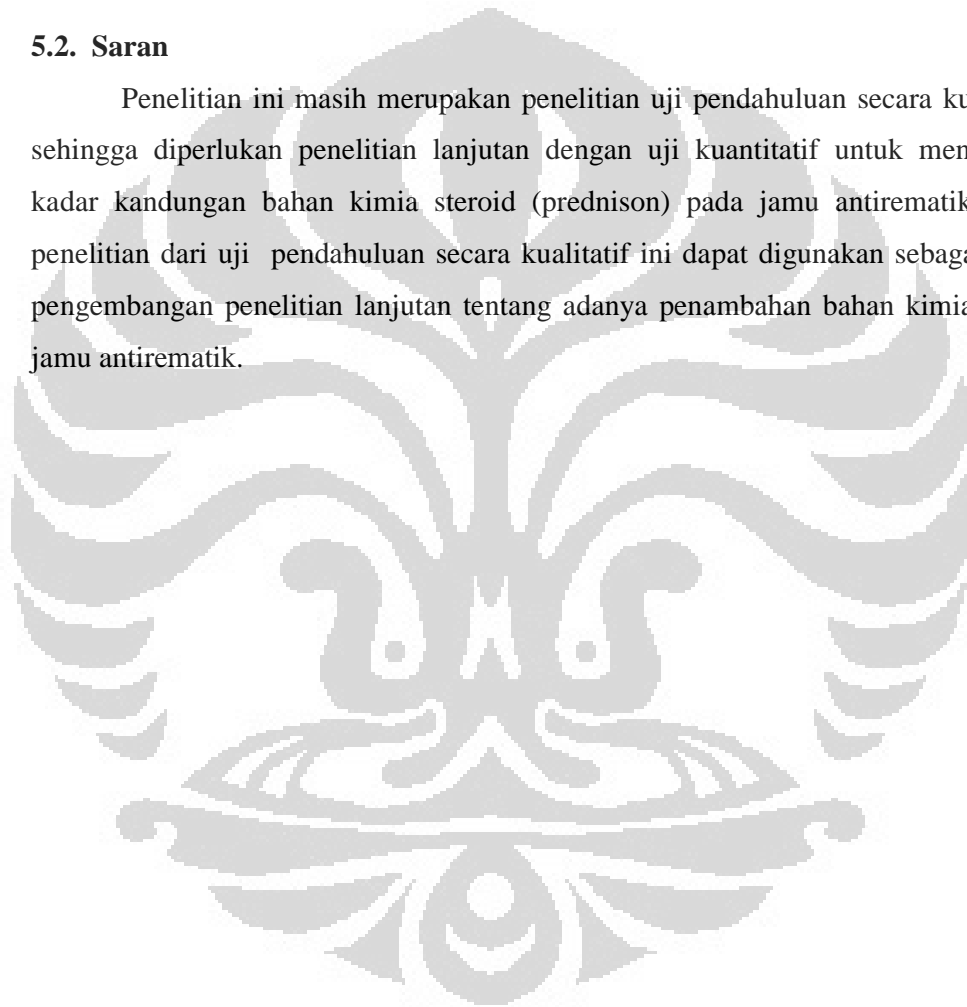 5.2. Saran
Penelitian ini masih merupakan penelitian uji pendahuluan secara ku
sehingga diperlukan penelitian lanjutan dengan uji kuantitatif untuk men
kadar kandungan bahan kimia steroid (prednison) pada jamu antirematik
penelitian dari uji pendahuluan secara kualitatif ini dapat digunakan sebaga
pengembangan penelitian lanjutan tentang adanya penambahan bahan kimia
jamu antirematik.